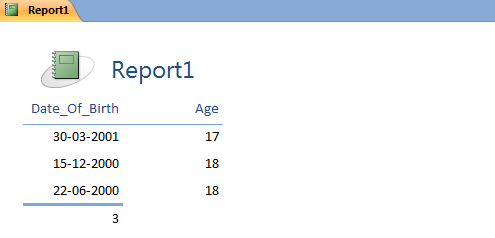 Report1
Report1
Date_Of_Birth Age
30-03-2001 17
15-12-2000 18
22-06-2000 18
3